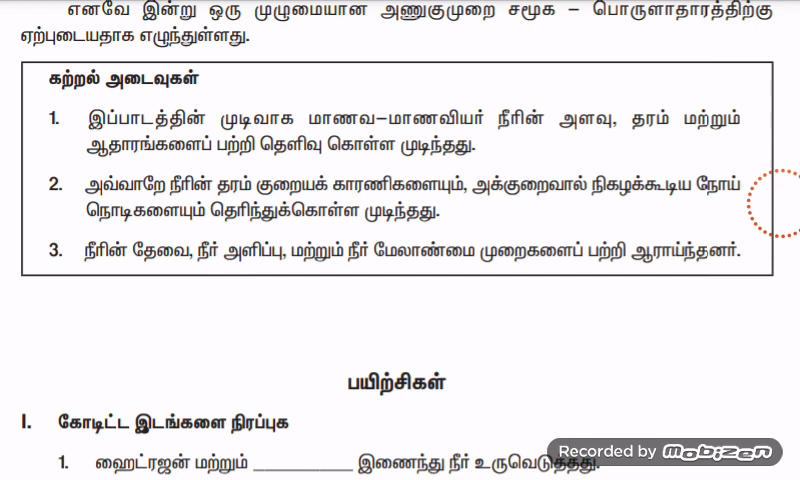 எனவே இன்று ஒரு முழுமையான அணுகுமுறை சமூக – பொருளாதாரத்திற்கு
ஏற்புடையதாக எழுந்துள்ளது.
கற்றல் அடைவுகள்
1. இப்பாடத்தின் முடிவாக மாணவ–மாணவியர் நீரின் அளவு, தரம் மற்றும்
ஆதாரங்களைப் பற்றி தெளிவு கொள்ள முடிந்தது.
2. அவ்வாறே நீரின் தரம் குறையக் காரணிகளையும், அக்குறைவால் நிகழக்கூடிய நோய்
நொடிகளையும் தெரிந்துக்கொள்ள முடிந்தது.
3. நீரின் தேவை, நீர் அளிப்பு, மற்றும் நீர் மேலாண்மை முறைகளைப் பற்றி ஆராய்ந்தனர்.
பயிற்சிகள்
I. கோடிட்ட இடங்களை நிரப்புக
1. ஹைட்ரஜன் மற்றும் __________ இணைந்து நீர் உருவெடுத்தது.
Recorded by mobizen